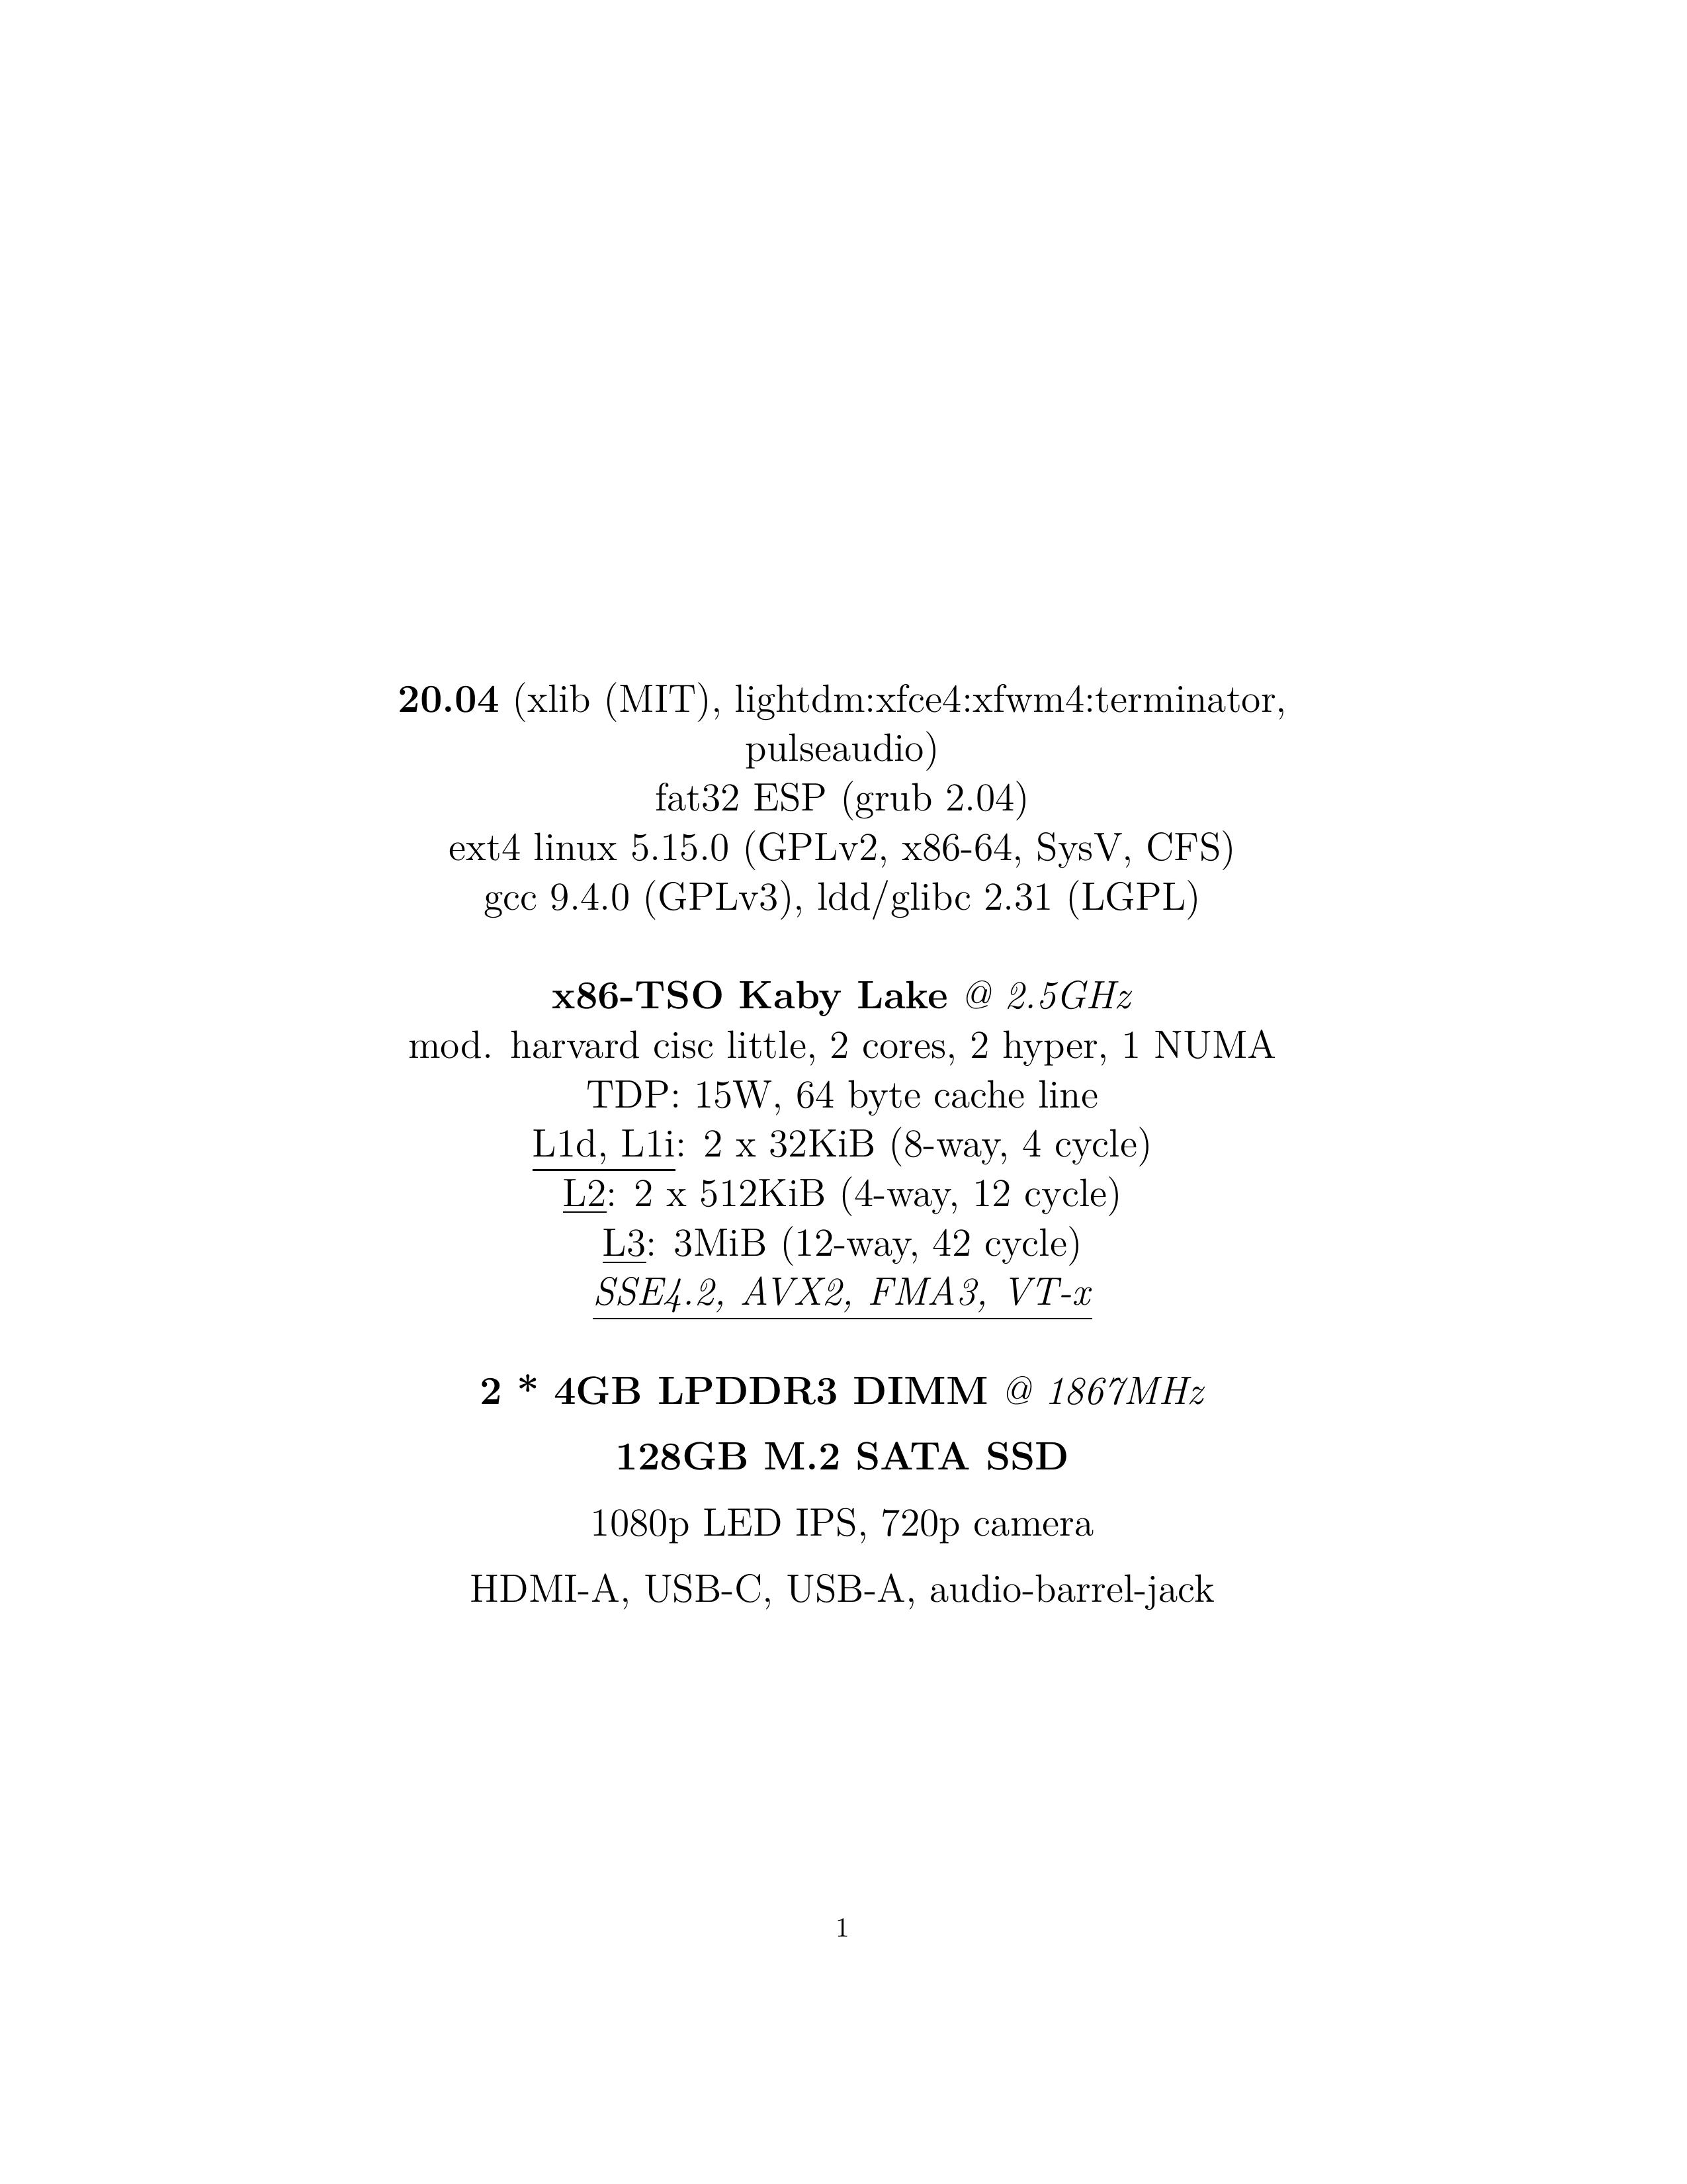 20.04 (xlib (MIT), lightdm:xfce4:xfwm4:terminator,
pulseaudio)
fat32 ESP (grub 2.04)
ext4 linux 5.15.0 (GPLv2, x86-64, SysV, CFS)
gcc 9.4.0 (GPLv3), ldd/glibc 2.31 (LGPL)
x86-TSO Kaby Lake @ 2.5GHz
mod. harvard cisc little, 2 cores, 2 hyper, 1 NUMA
TDP: 15W, 64 byte cache line
L1d, L1i: 2 x 32KiB (8-way, 4 cycle)
L2: 2 x 512KiB (4-way, 12 cycle)
L3: 3MiB (12-way, 42 cycle)
SSE4.2, AVX2, FMA3, VT-x
2 * 4GB LPDDR3 DIMM @ 1867MHz
128GB M.2 SATA SSD
1080p LED IPS, 720p camera
HDMI-A, USB-C, USB-A, audio-barrel-jack
1